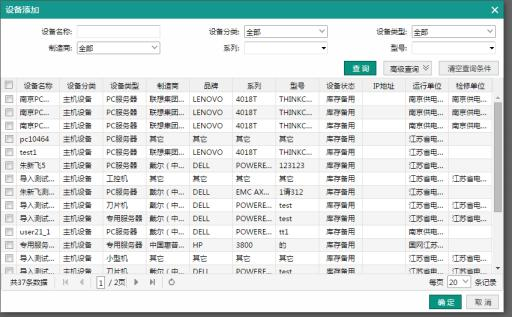 设备添加
设备名称: 设备分类: 全部 设备类型: 全部
制造商: 全部 系列: 型号:
查 询 高级查询 清空查询条件
设备名称 设备分类 设备类型 制造商 品牌 系列 型号 设备状态 IP地址 运行单位 检修单位
南京PC... 主机设备 PC服务器 联想集团... LENOVO 4018T THINKC... 库存备用 南京供电... 南京供电...
南京PC... 主机设备 PC服务器 联想集团... LENOVO 4018T THINKC... 库存备用 南京供电... 南京供电...
南京PC... 主机设备 PC服务器 联想集团... LENOVO 4018T THINKC... 库存备用 南京供电... 南京供电...
pc10464 主机设备 PC服务器 其它 其它 其它 其它 库存备用 江苏省电...
test1 主机设备 PC服务器 联想集团... LENOVO 4018T THINKC... 库存备用 江苏省电...
朱新飞5 主机设备 PC服务器 戴尔（中... DELL POWERE... 123123 库存备用 江苏省电...
导入测试... 主机设备 工控机 其它 其它 其它 其它 库存备用 江苏省电... 江苏省电...
朱新飞测... 主机设备 PC服务器 戴尔（中... DELL EMC AX... 1请312 库存备用 江苏省电...
导入测试... 主机设备 刀片机 戴尔（中... DELL POWERE... test 库存备用 江苏省电... 江苏省电...
导入测试... 主机设备 专用服务器 戴尔（中... DELL POWERE... test 库存备用 江苏省电... 江苏省电...
user21_1 主机设备 PC服务器 戴尔（中... DELL POWERE... tt1 库存备用 南京供电...
专用服务... 主机设备 专用服务器 中国惠普... HP 3800 的 库存备用 国网江苏...
导入测试... 主机设备 小型机 其它 其它 其它 其它 库存备用 江苏省电... 江苏省电...
导入测试... 主机设备 刀片机 戴尔（中... DELL POWERE... test 库存备用 江苏省电... 江苏省电...
共37条数据 1 / 2页 每页 20 条记录
确 定 取 消